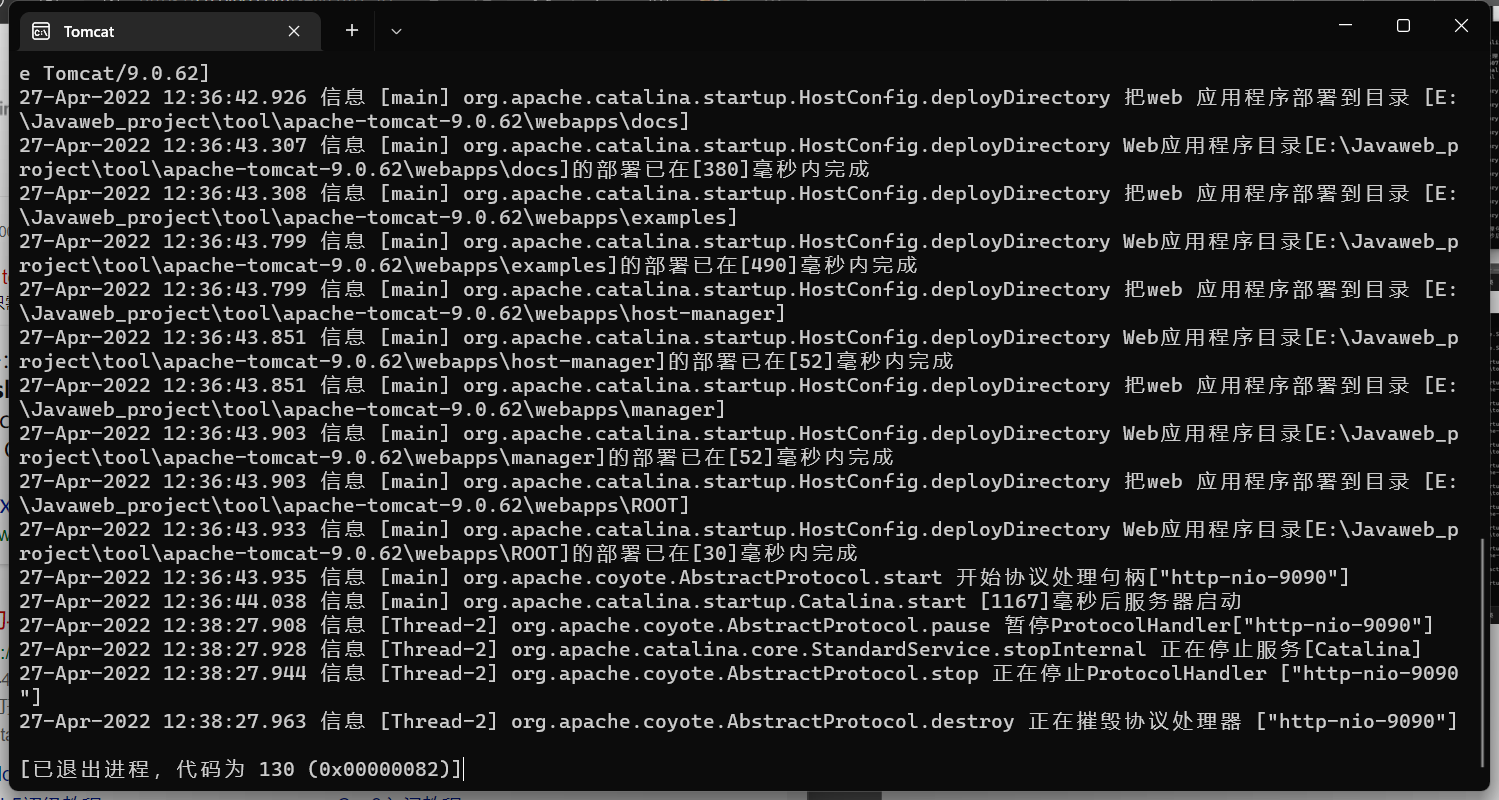 Tomcat
e Tomcat/9.0.62]
27-Apr-2022 12:36:42.926 信息 [main] org.apache.catalina.startup.HostConfig.deployDirectory 把web 应用程序部署到目录 [E:
\Javaweb_project\tool\apache-tomcat-9.0.62\webapps\docs]
27-Apr-2022 12:36:43.307 信息 [main] org.apache.catalina.startup.HostConfig.deployDirectory Web应用程序目录[E:\Javaweb_p
roject\tool\apache-tomcat-9.0.62\webapps\docs]的部署已在[380]毫秒内完成
27-Apr-2022 12:36:43.308 信息 [main] org.apache.catalina.startup.HostConfig.deployDirectory 把web 应用程序部署到目录 [E:
\Javaweb_project\tool\apache-tomcat-9.0.62\webapps\examples]
27-Apr-2022 12:36:43.799 信息 [main] org.apache.catalina.startup.HostConfig.deployDirectory Web应用程序目录[E:\Javaweb_p
roject\tool\apache-tomcat-9.0.62\webapps\examples]的部署已在[490]毫秒内完成
27-Apr-2022 12:36:43.799 信息 [main] org.apache.catalina.startup.HostConfig.deployDirectory 把web 应用程序部署到目录 [E:
\Javaweb_project\tool\apache-tomcat-9.0.62\webapps\host-manager]
27-Apr-2022 12:36:43.851 信息 [main] org.apache.catalina.startup.HostConfig.deployDirectory Web应用程序目录[E:\Javaweb_p
roject\tool\apache-tomcat-9.0.62\webapps\host-manager]的部署已在[52]毫秒内完成
27-Apr-2022 12:36:43.851 信息 [main] org.apache.catalina.startup.HostConfig.deployDirectory 把web 应用程序部署到目录 [E:
\Javaweb_project\tool\apache-tomcat-9.0.62\webapps\manager]
27-Apr-2022 12:36:43.903 信息 [main] org.apache.catalina.startup.HostConfig.deployDirectory Web应用程序目录[E:\Javaweb_p
roject\tool\apache-tomcat-9.0.62\webapps\manager]的部署已在[52]毫秒内完成
27-Apr-2022 12:36:43.903 信息 [main] org.apache.catalina.startup.HostConfig.deployDirectory 把web 应用程序部署到目录 [E:
\Javaweb_project\tool\apache-tomcat-9.0.62\webapps\ROOT]
27-Apr-2022 12:36:43.933 信息 [main] org.apache.catalina.startup.HostConfig.deployDirectory Web应用程序目录[E:\Javaweb_p
roject\tool\apache-tomcat-9.0.62\webapps\ROOT]的部署已在[30]毫秒内完成
27-Apr-2022 12:36:43.935 信息 [main] org.apache.coyote.AbstractProtocol.start 开始协议处理句柄["http-nio-9090"]
27-Apr-2022 12:36:44.038 信息 [main] org.apache.catalina.startup.Catalina.start [1167]毫秒后服务器启动
27-Apr-2022 12:38:27.908 信息 [Thread-2] org.apache.coyote.AbstractProtocol.pause 暂停ProtocolHandler["http-nio-9090"]
27-Apr-2022 12:38:27.928 信息 [Thread-2] org.apache.catalina.core.StandardService.stopInternal 正在停止服务[Catalina]
27-Apr-2022 12:38:27.944 信息 [Thread-2] org.apache.coyote.AbstractProtocol.stop 正在停止ProtocolHandler ["http-nio-9090
"]
27-Apr-2022 12:38:27.963 信息 [Thread-2] org.apache.coyote.AbstractProtocol.destroy 正在摧毁协议处理器 ["http-nio-9090"]
[已退出进程，代码为 130 (0x00000082)]